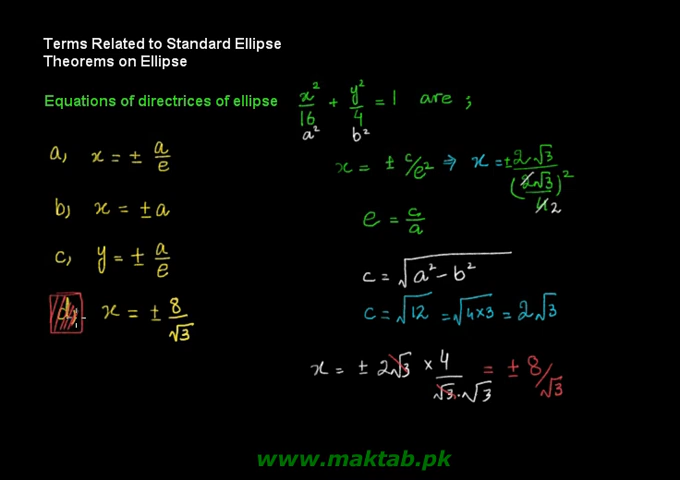 Terms Related to Standard Ellipse
Theorems on Ellipse
Equations of directrices of ellipse x²/16 + y²/4 = 1 are ;
a² b²
a, x = ± a/e
b, x = ± a
c, y = ± a/e
d, x = ± 8/√3
x = ± c/e² ⇒ x = ± 2√3/(2√3/4)²
2
e = c/a
c = √(a² - b²)
c = √12 = √(4×3) = 2√3
x = ± 2√3 × 4/(√3·√3) = ± 8/√3
www.maktab.pk